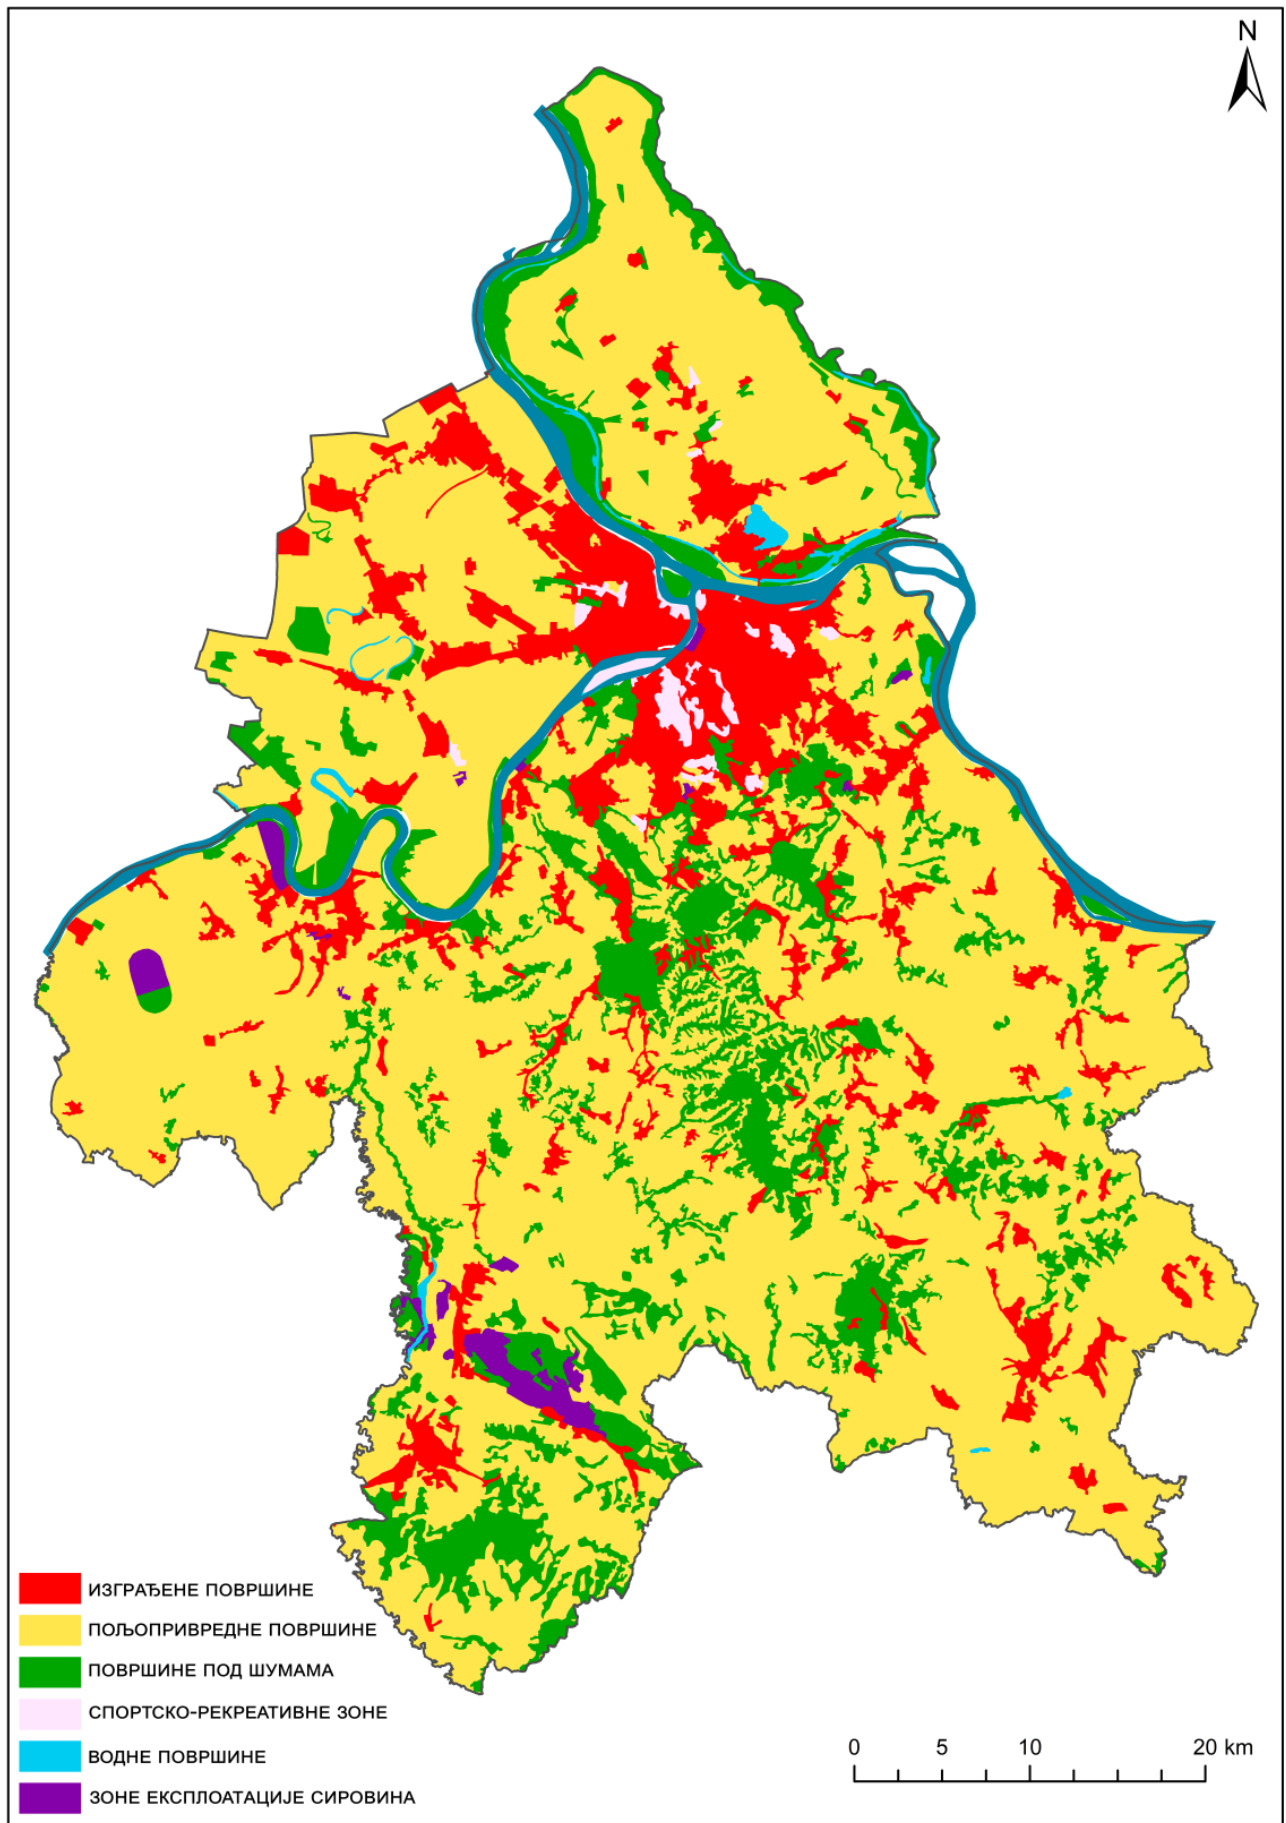 N
ИЗГРАЂЕНЕ ПОВРШИНЕ
ПОЉОПРИВРЕДНЕ ПОВРШИНЕ
ПОВРШИНЕ ПОД ШУМАМА
СПОРТСКО-РЕКРЕАТИВНЕ ЗОНЕ
ВОДНЕ ПОВРШИНЕ
ЗОНЕ ЕКСПЛОАТАЦИЈЕ СИРОВИНА
0 5 10 20 km